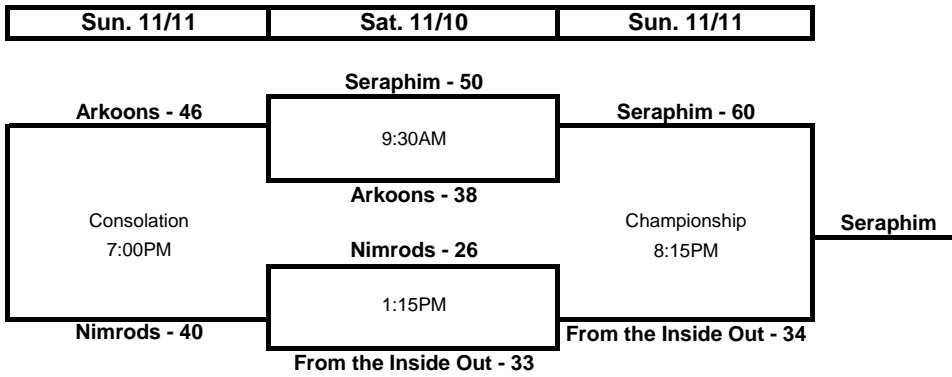 Sun. 11/11 Sat. 11/10 Sun. 11/11
Seraphim - 50
Arkoons - 46 Seraphim - 60
9:30AM
Arkoons - 38
Consolation Championship Seraphim
7:00PM Nimrods - 26 8:15PM
1:15PM
Nimrods - 40 From the Inside Out - 34
From the Inside Out - 33